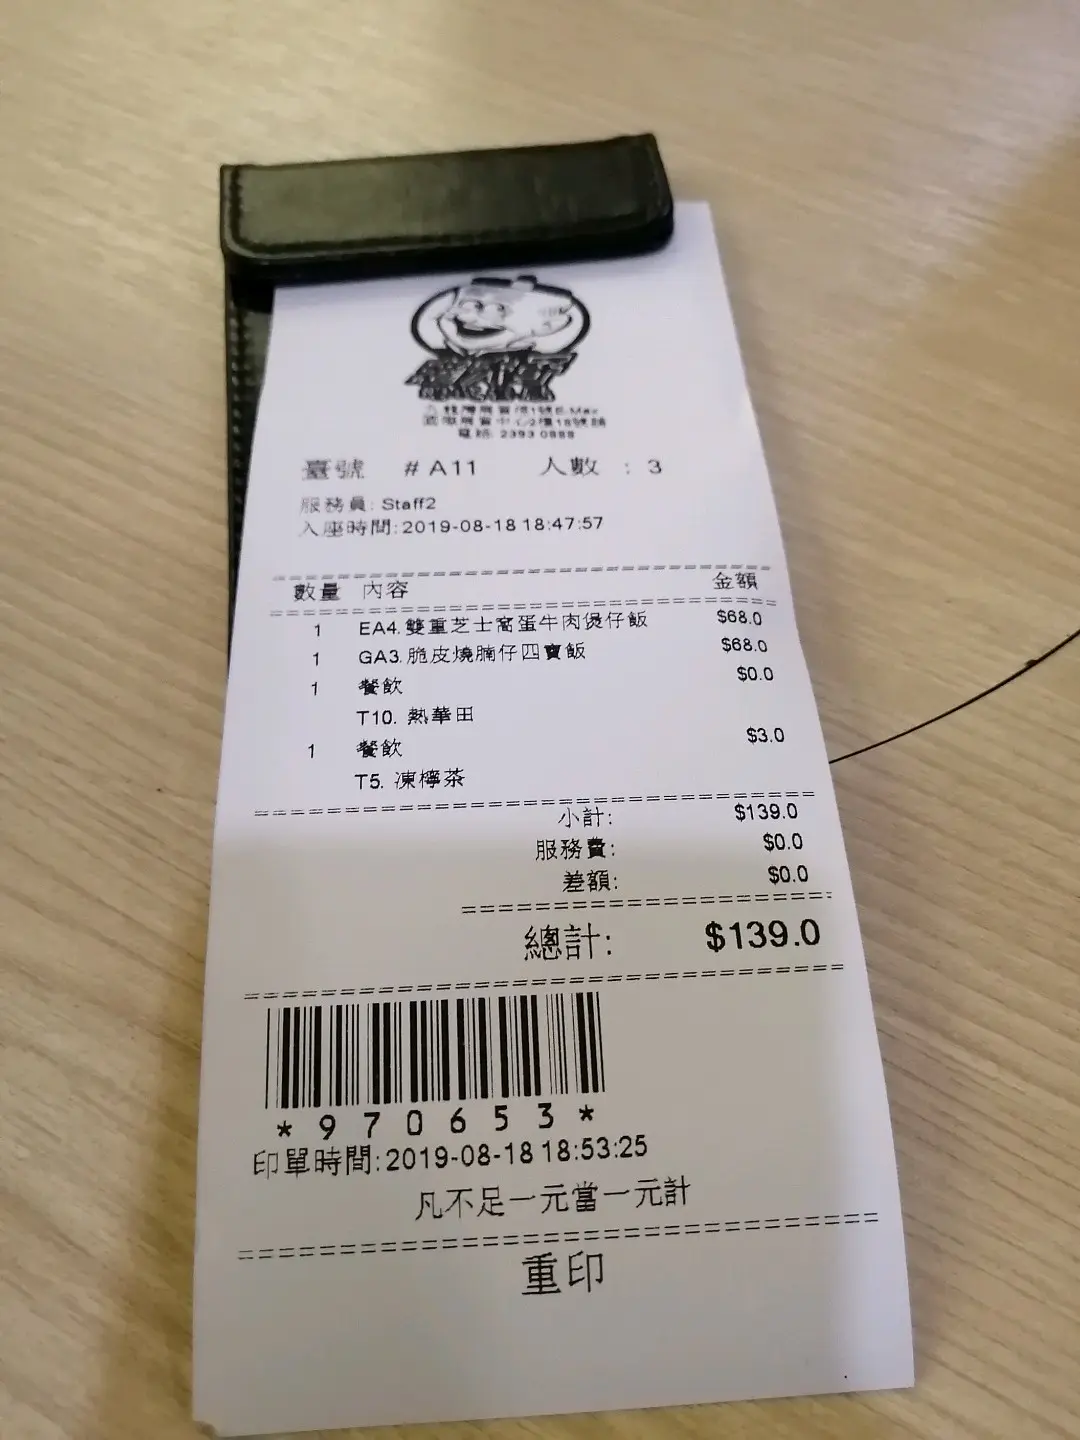 電話: 2393 0888
臺號 # A11 人數 : 3
服務員: Staff2
入座時間:2019-08-18 18:47:57
數量 內容 金額
1 EA4.雙重芝士窩蛋牛肉煲仔飯 $68.0
1 GA3.脆皮燒腩仔四寶飯 $68.0
1 餐飲 $0.0
T10. 熱華田
1 餐飲 $3.0
T5. 凍檸茶
小計: $139.0
服務費: $0.0
差額: $0.0
總計: $139.0
*970653*
印單時間:2019-08-18 18:53:25
凡不足一元當一元計
重印